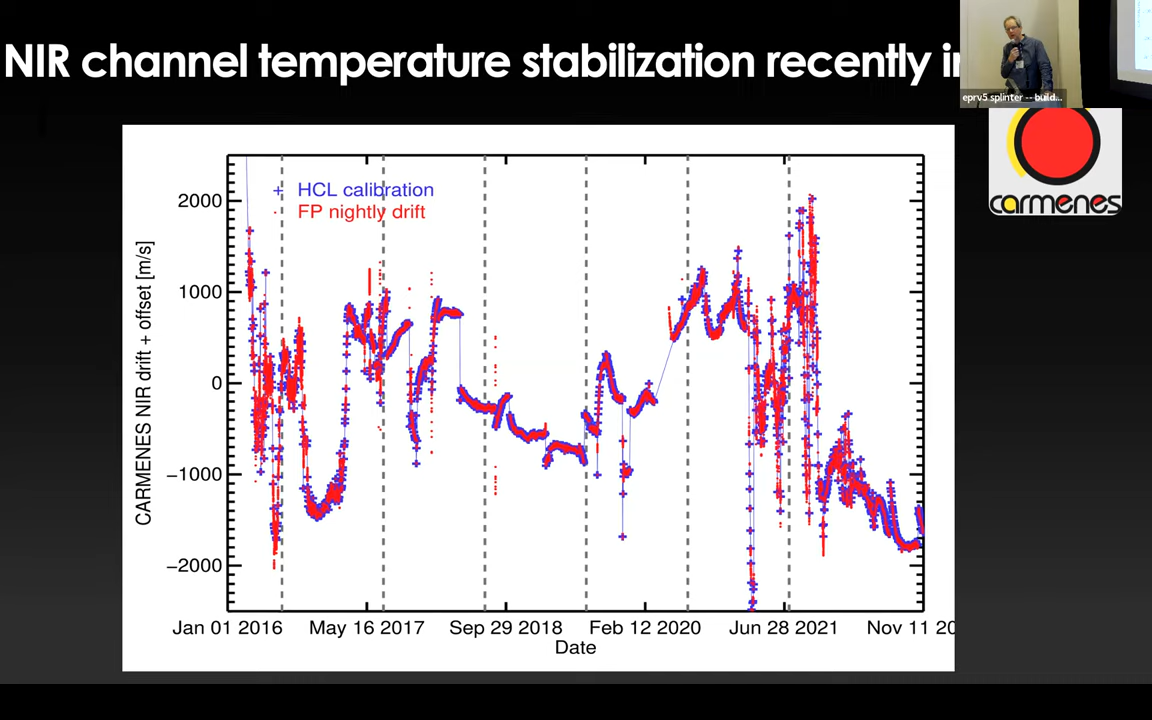 NIR channel temperature stabilization recently
eprv5 splinter -- build...
carmenes
+ HCL calibration
. FP nightly drift
CARMENES NIR drift + offset [m/s]
2000
1000
0
−1000
−2000
Jan 01 2016 May 16 2017 Sep 29 2018 Feb 12 2020 Jun 28 2021 Nov 11 20
Date